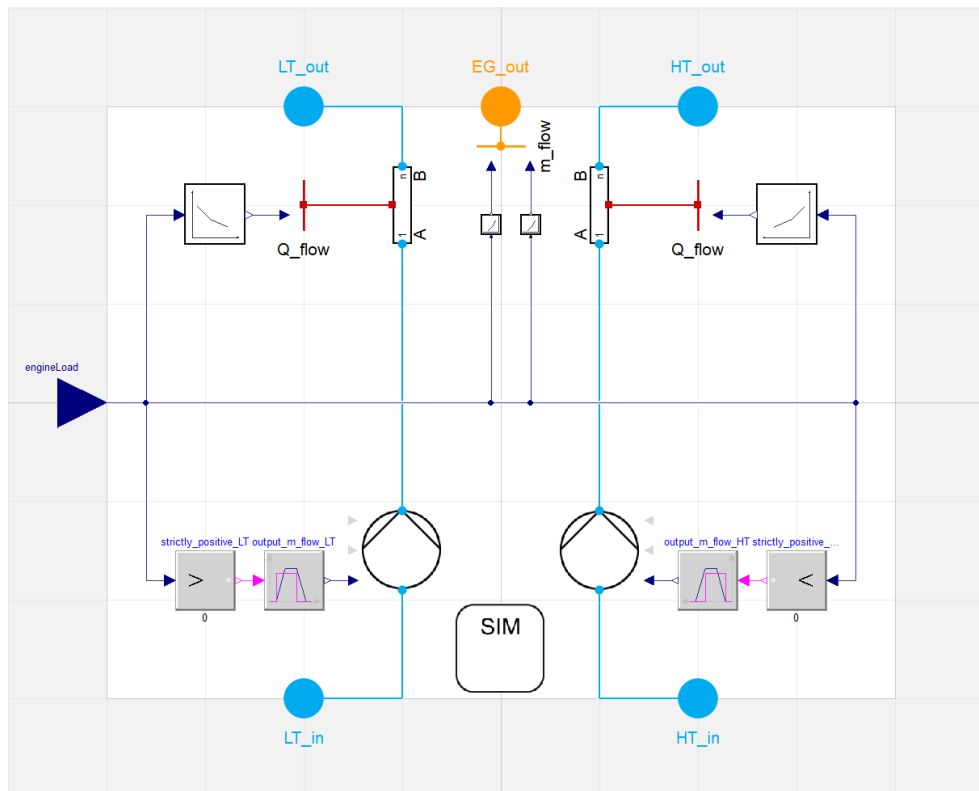 LT_out
EG_out
HT_out
m_flow
n
B
B
n
A
1
A
1
Q_flow
Q_flow
engineLoad
strictly_positive_LT
output_m_flow_LT
output_m_flow_HT
strictly_positive_...
>
<
0
0
SIM
LT_in
HT_in